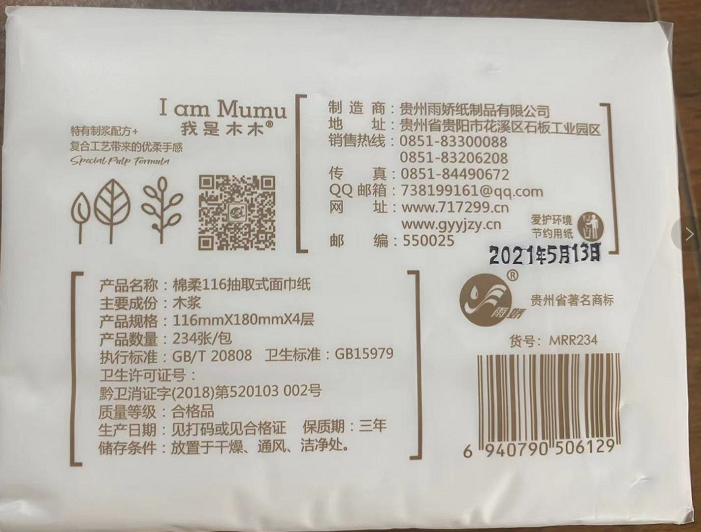 I am Mumu
我是木木®
特有制浆配方+
复合工艺带来的优柔手感
Special Pulp Formula
制造商：贵州雨娇纸制品有限公司
地址：贵州省贵阳市花溪区石板工业园区
销售热线：0851-83300088
0851-83206208
传真：0851-84490672
QQ邮箱：738199161@qq.com
网址：www.717299.cn
www.gyyjzy.cn
邮编：550025
爱护环境
节约用纸
2021年5月13日
产品名称：棉柔116抽取式面巾纸
主要成份：木浆
产品规格：116mmX180mmX4层
产品数量：234张/包
执行标准：GB/T 20808 卫生标准：GB15979
卫生许可证号：
黔卫消证字(2018)第520103 002号
质量等级：合格品
生产日期：见打码或见合格证 保质期：三年
储存条件：放置于干燥、通风、洁净处。
®
贵州省著名商标
货号：MRR234
6 940790 506129